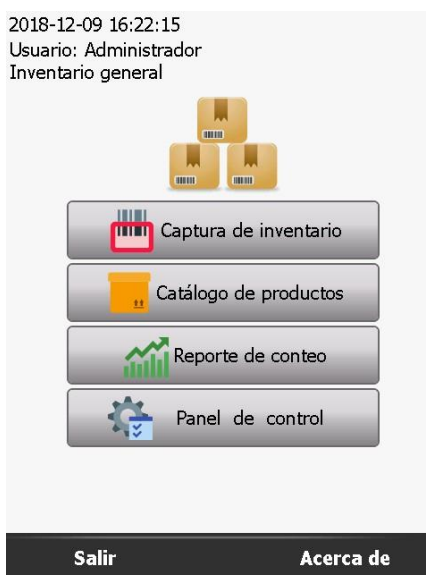 2018-12-09 16:22:15
Usuario: Administrador
Inventario general
Captura de inventario
Catálogo de productos
Reporte de conteo
Panel de control
Salir Acerca de